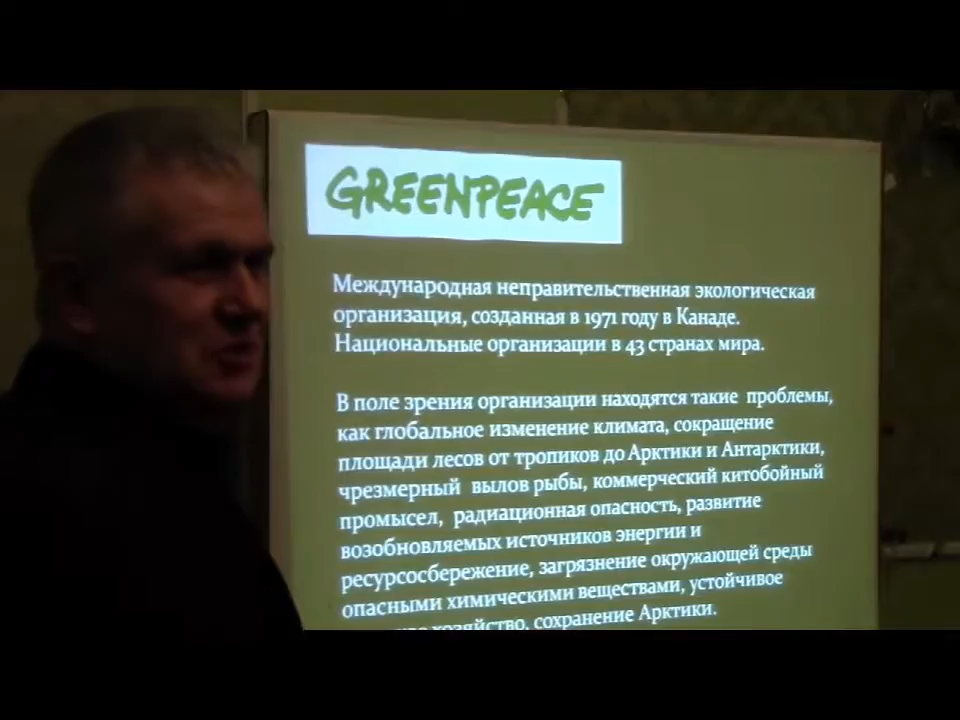 GREENPEACE
Международная неправительственная экологическая
организация, созданная в 1971 году в Канаде.
Национальные организации в 43 странах мира.
В поле зрения организации находятся такие проблемы,
как глобальное изменение климата, сокращение
площади лесов от тропиков до Арктики и Антарктики,
чрезмерный вылов рыбы, коммерческий китобойный
промысел, радиационная опасность, развитие
возобновляемых источников энергии и
ресурсосбережение, загрязнение окружающей среды
опасными химическими веществами, устойчивое
хозяйство, сохранение Арктики.